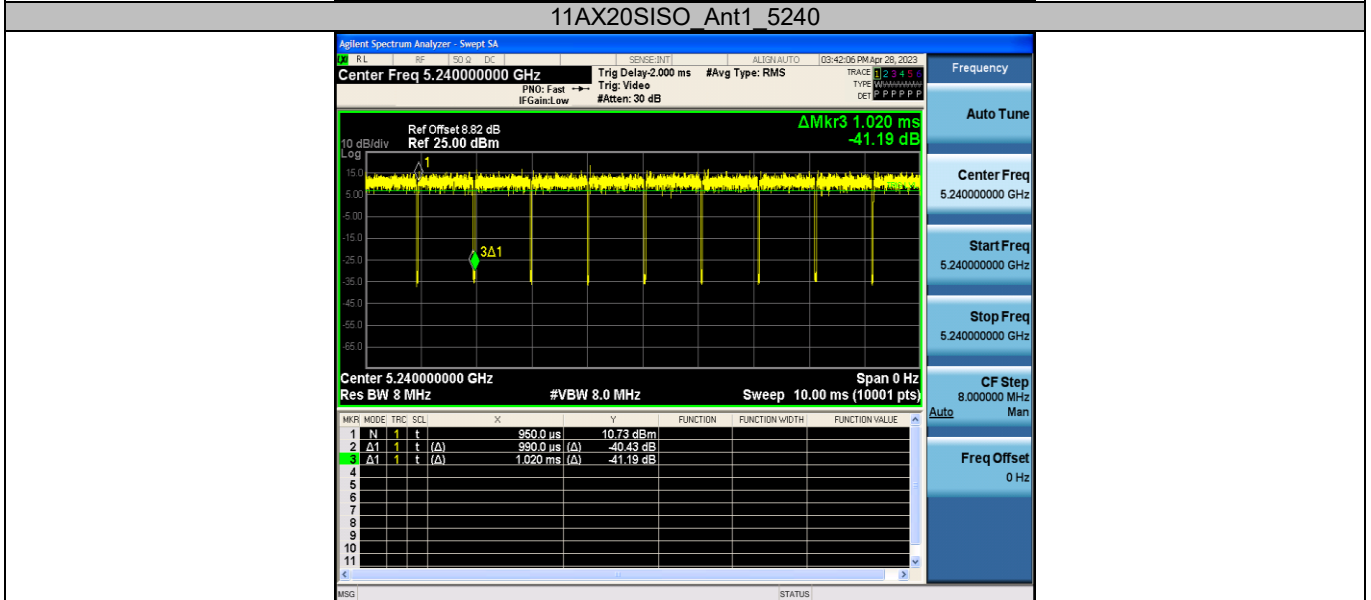 11AX20SISO_Ant1_5240
Agilent Spectrum Analyzer - Swept SA
RL RF 50 Ω DC SENSE:INT ALIGNAUTO 03:42:06 PM Apr 28, 2023
Center Freq 5.240000000 GHz
Trig Delay-2.000 ms #Avg Type: RMS
PNO: Fast Trig: Video
IFGain:Low #Atten: 30 dB
TRACE 1 2 3 4 5 6
TYPE
DET P P P P P P
ΔMkr3 1.020 ms
-41.19 dB
Ref Offset 8.82 dB
10 dB/div Ref 25.00 dBm
Log
15.0
5.00
-5.00
-15.0
-25.0
-35.0
-45.0
-55.0
-65.0
1
3Δ1
Center 5.240000000 GHz Span 0 Hz
Res BW 8 MHz #VBW 8.0 MHz Sweep 10.00 ms (10001 pts)
MKR MODE TRC SCL X Y FUNCTION FUNCTION WIDTH FUNCTION VALUE
1 N 1 t 950.0 µs 10.73 dBm
2 Δ1 1 t (Δ) 990.0 µs (Δ) -40.43 dB
3 Δ1 1 t (Δ) 1.020 ms (Δ) -41.19 dB
4
5
6
7
8
9
10
11
MSG STATUS
Frequency
Auto Tune
Center Freq
5.240000000 GHz
Start Freq
5.240000000 GHz
Stop Freq
5.240000000 GHz
CF Step
8.000000 MHz
Auto Man
Freq Offset
0 Hz